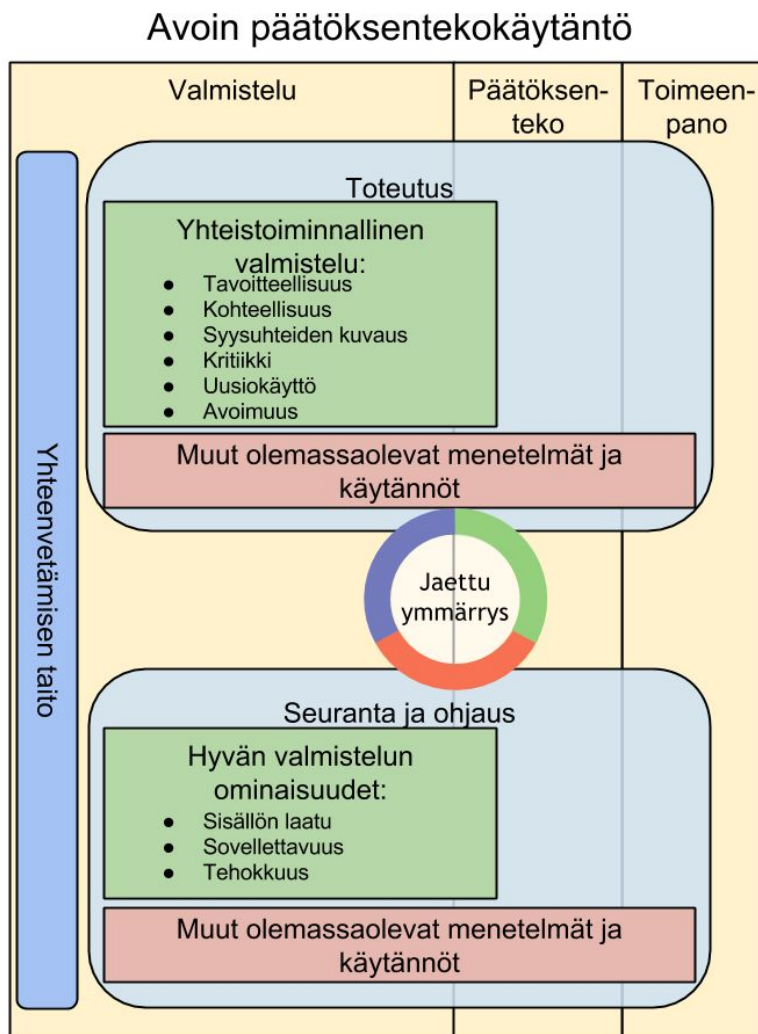 Avoin päätöksentekokäytäntö
Valmistelu
Päätöksen-
teko
Toimeen-
pano
Yhteenvetämisen taito
Toteutus
Yhteistoiminnallinen
valmistelu:
● Tavoitteellisuus
● Kohteellisuus
● Syysuhteiden kuvaus
● Kritiikki
● Uusiokäyttö
● Avoimuus
Muut olemassaolevat menetelmät ja
käytännöt
Jaettu
ymmärrys
Seuranta ja ohjaus
Hyvän valmistelun
ominaisuudet:
● Sisällön laatu
● Sovellettavuus
● Tehokkuus
Muut olemassaolevat menetelmät ja
käytännöt